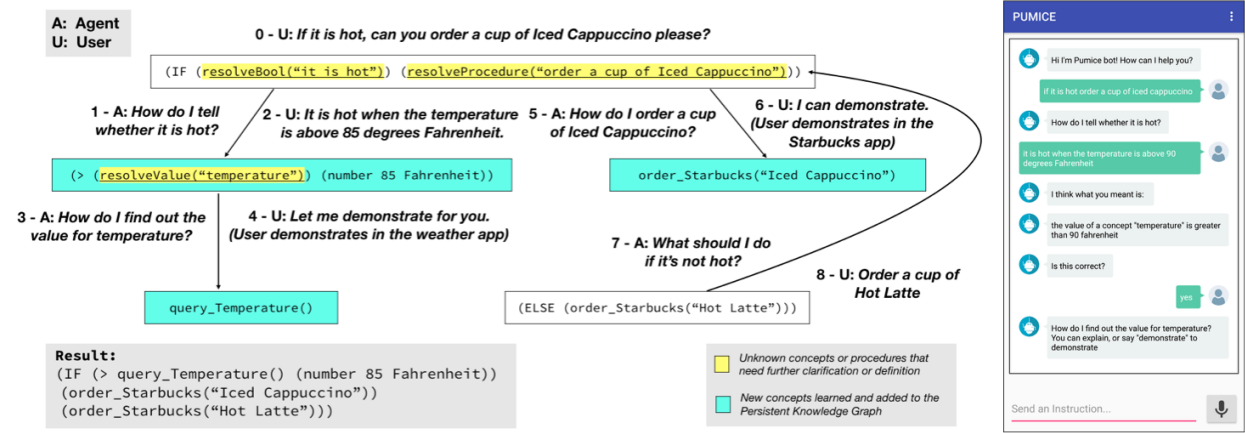 A: Agent
U: User
0 - U: If it is hot, can you order a cup of Iced Cappuccino please?
(IF (resolveBool(“it is hot”)) (resolveProcedure(“order a cup of Iced Cappuccino”)))
1 - A: How do I tell
whether it is hot?
2 - U: It is hot when the temperature
is above 85 degrees Fahrenheit.
5 - A: How do I order a cup
of Iced Cappuccino?
6 - U: I can demonstrate.
(User demonstrates in the
Starbucks app)
(> (resolveValue(“temperature”)) (number 85 Fahrenheit))
order_Starbucks(“Iced Cappuccino”)
3 - A: How do I find out the
value for temperature?
4 - U: Let me demonstrate for you.
(User demonstrates in the weather app)
7 - A: What should I do
if it’s not hot?
8 - U: Order a cup of
Hot Latte
query_Temperature()
(ELSE (order_Starbucks(“Hot Latte”)))
Result:
(IF (> query_Temperature() (number 85 Fahrenheit))
(order_Starbucks(“Iced Cappuccino”))
(order_Starbucks(“Hot Latte”)))
Unknown concepts or procedures that
need further clarification or definition
New concepts learned and added to the
Persistent Knowledge Graph
PUMICE
Hi I'm Pumice bot! How can I help you?
if it is hot order a cup of iced cappuccino
How do I tell whether it is hot?
it is hot when the temperature is above 90
degrees Fahrenheit
I think what you meant is:
the value of a concept "temperature" is greater
than 90 fahrenheit
Is this correct?
yes
How do I find out the value for temperature?
You can explain, or say "demonstrate" to
demonstrate
Send an Instruction...